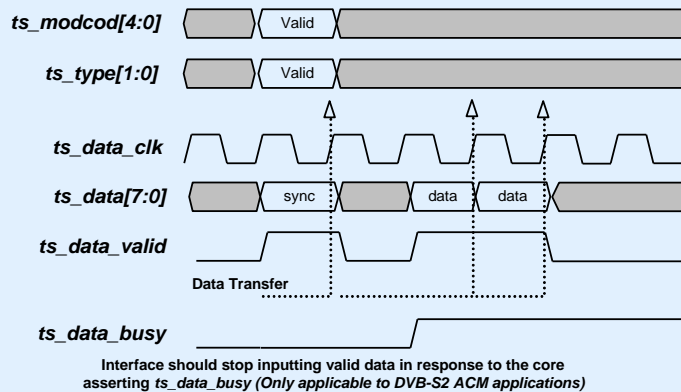 ts_modcod[4:0]
Valid
ts_type[1:0]
Valid
ts_data_clk
ts_data[7:0]
sync
data
data
ts_data_valid
Data Transfer
ts_data_busy
Interface should stop inputting valid data in response to the core
asserting ts_data_busy (Only applicable to DVB-S2 ACM applications)